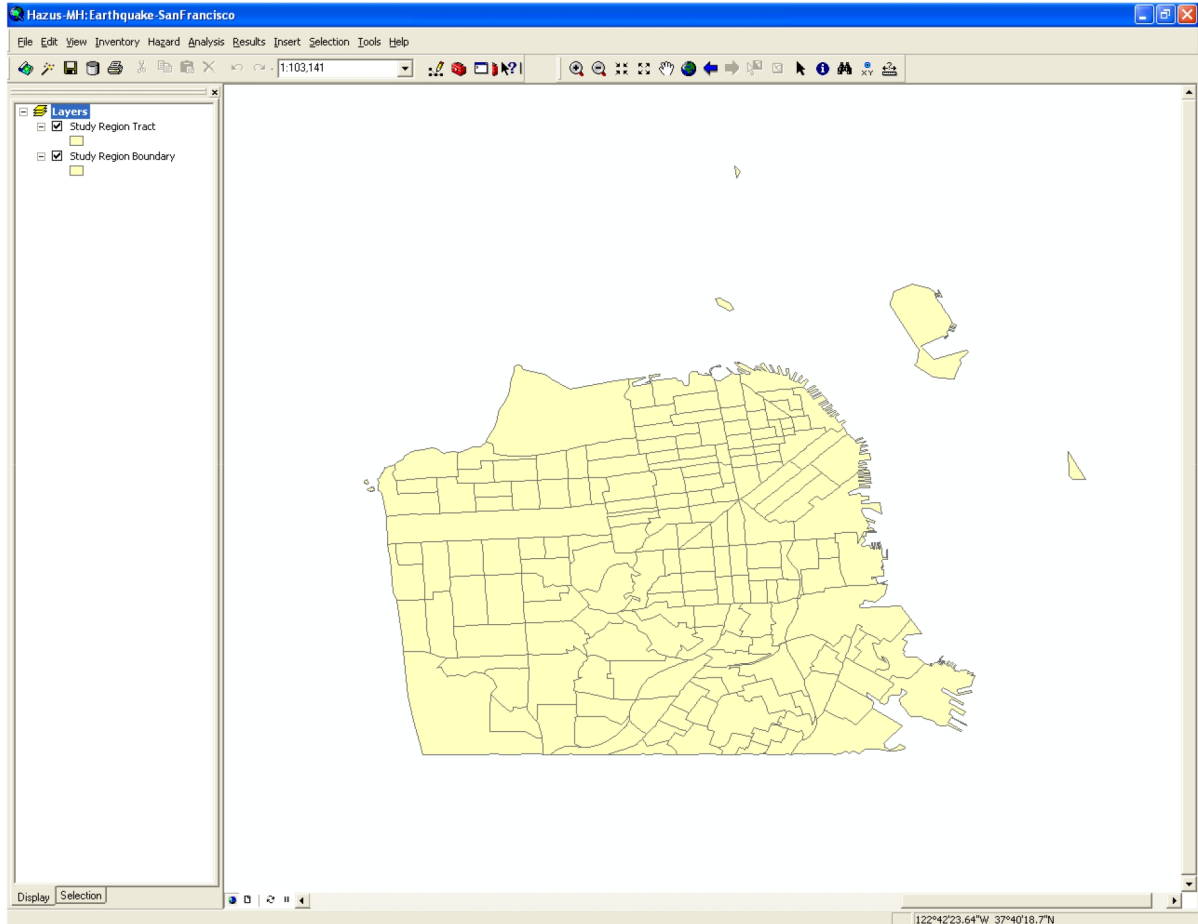 Hazus-MH: Earthquake-SanFrancisco
File Edit View Inventory Hazard Analysis Results Insert Selection Tools Help
1:103,141
XY
Layers
Study Region Tract
Study Region Boundary
Display Selection
122°42'23.64"W 37°40'18.7"N